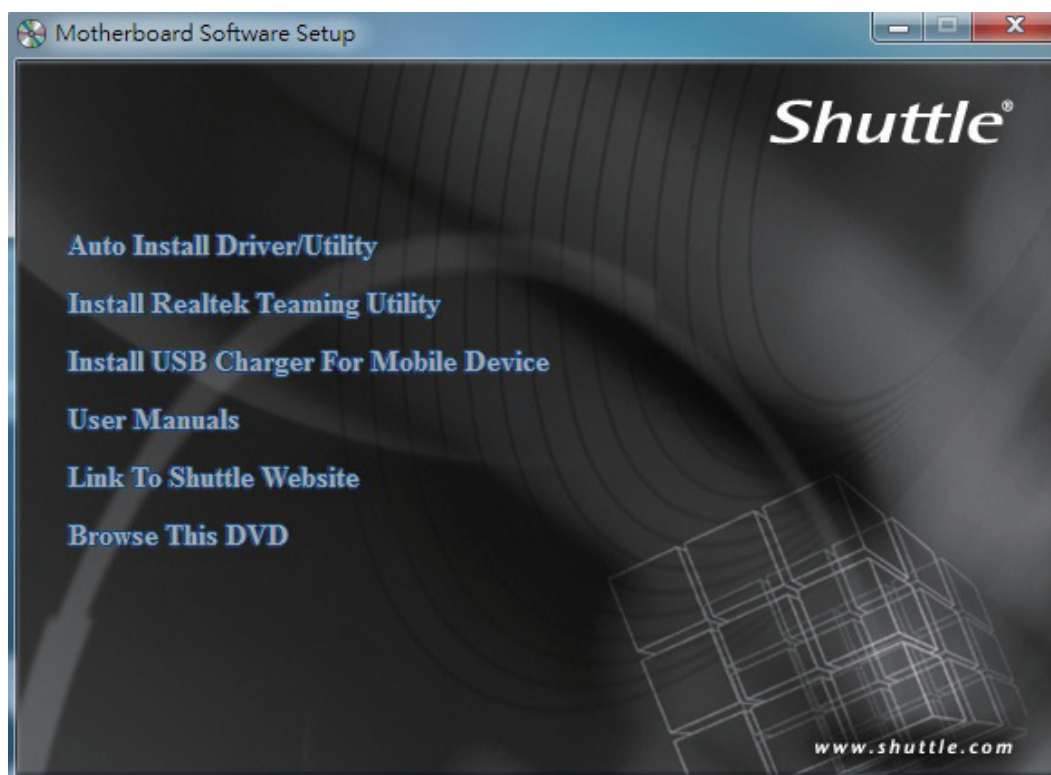 Motherboard Software Setup
Shuttle®
Auto Install Driver/Utility
Install Realtek Teaming Utility
Install USB Charger For Mobile Device
User Manuals
Link To Shuttle Website
Browse This DVD
www.shuttle.com